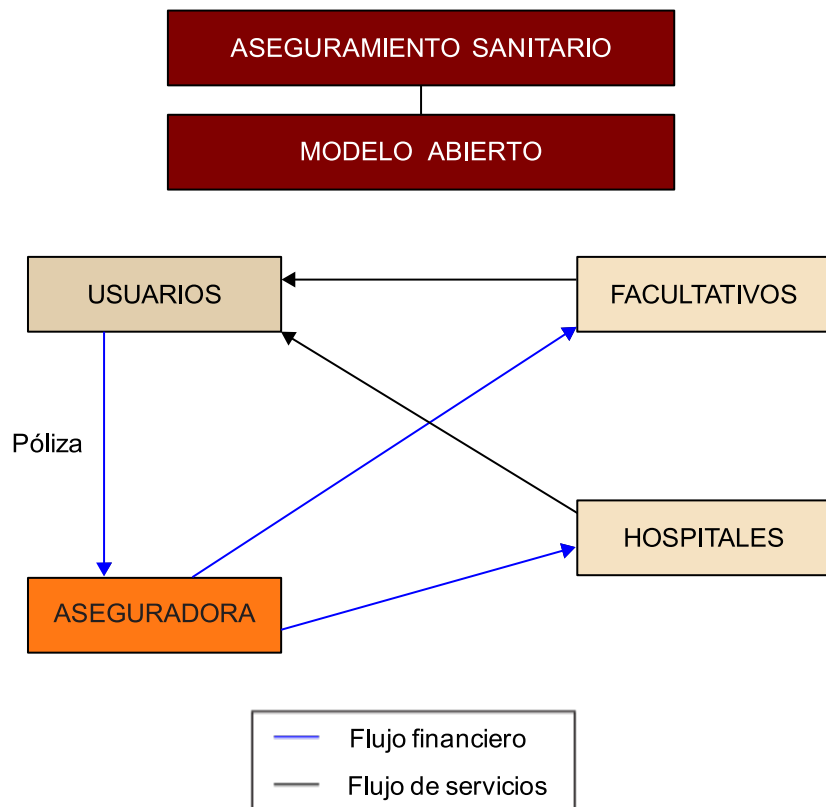 ASEGURAMIENTO SANITARIO
MODELO ABIERTO
USUARIOS
FACULTATIVOS
Póliza
HOSPITALES
ASEGURADORA
Flujo financiero
Flujo de servicios